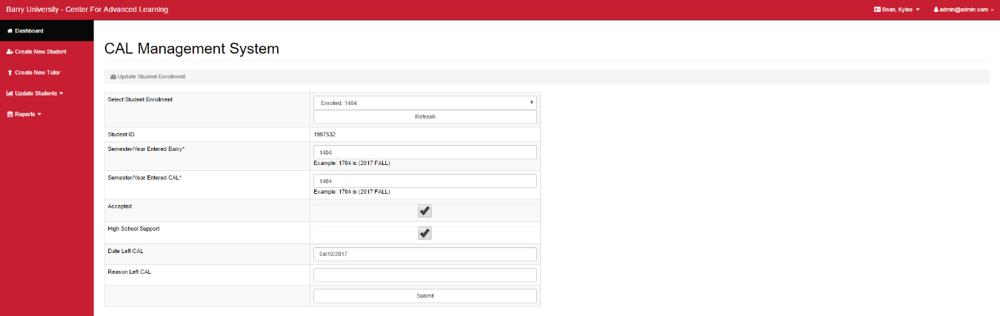 Barry University - Center For Advanced Learning
Bean, Kylee
admin@admin.com
Dashboard
Create New Student
Create New Tutor
Update Students
Reports
CAL Management System
Update Student Enrollment
Select Student Enrollment
Enrolled: 1404
Refresh
Student ID
1987532
Semester/Year Entered Barry*
1404
Example: 1704 is (2017 FALL)
Semester/Year Entered CAL*
1404
Example: 1704 is (2017 FALL)
Accepted
High School Support
Date Left CAL
04/10/2017
Reason Left CAL
Submit